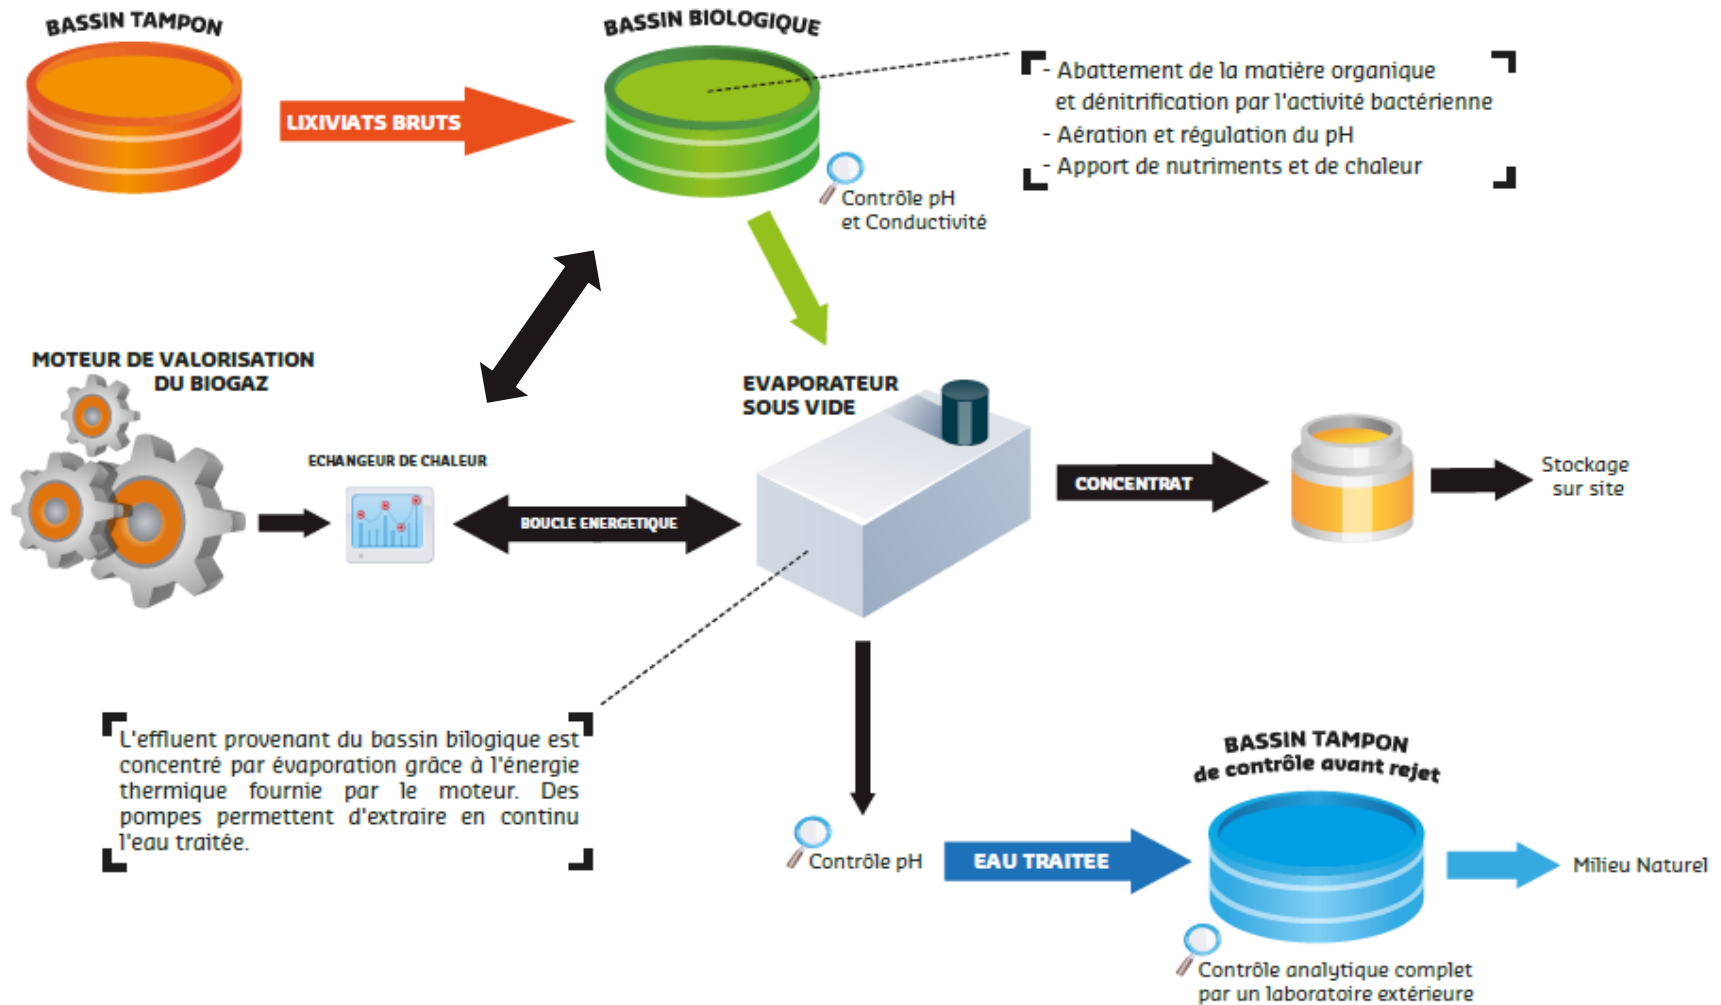 BASSIN TAMPON
BASSIN BIOLOGIQUE
- Abattement de la matière organique
et dénitrification par l'activité bactérienne
- Aération et régulation du pH
- Apport de nutriments et de chaleur
LIXIVIATS BRUTS
Contrôle pH
et Conductivité
MOTEUR DE VALORISATION
DU BIOGAZ
EVAPORATEUR
SOUS VIDE
ECHANGEUR DE CHALEUR
BOUCLE ENERGETIQUE
CONCENTRAT
Stockage
sur site
L'effluent provenant du bassin bilogique est
concentré par évaporation grâce à l'énergie
thermique fournie par le moteur. Des
pompes permettent d'extraire en continu
l'eau traitée.
BASSIN TAMPON
de contrôle avant rejet
Contrôle pH
EAU TRAITEE
Milieu Naturel
Contrôle analytique complet
par un laboratoire extérieure